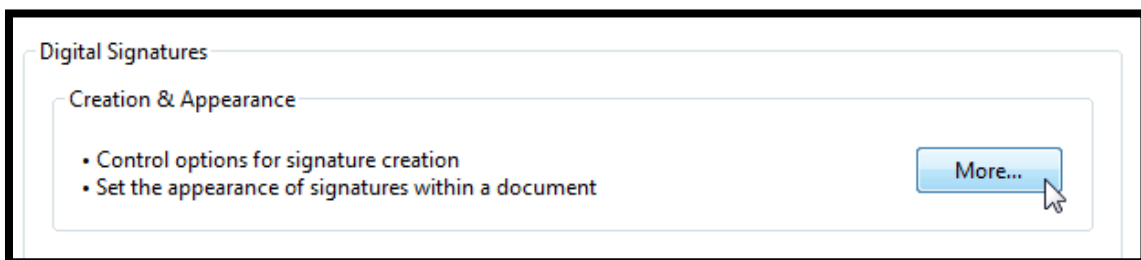 Digital Signatures
Creation & Appearance
• Control options for signature creation
• Set the appearance of signatures within a document
More...